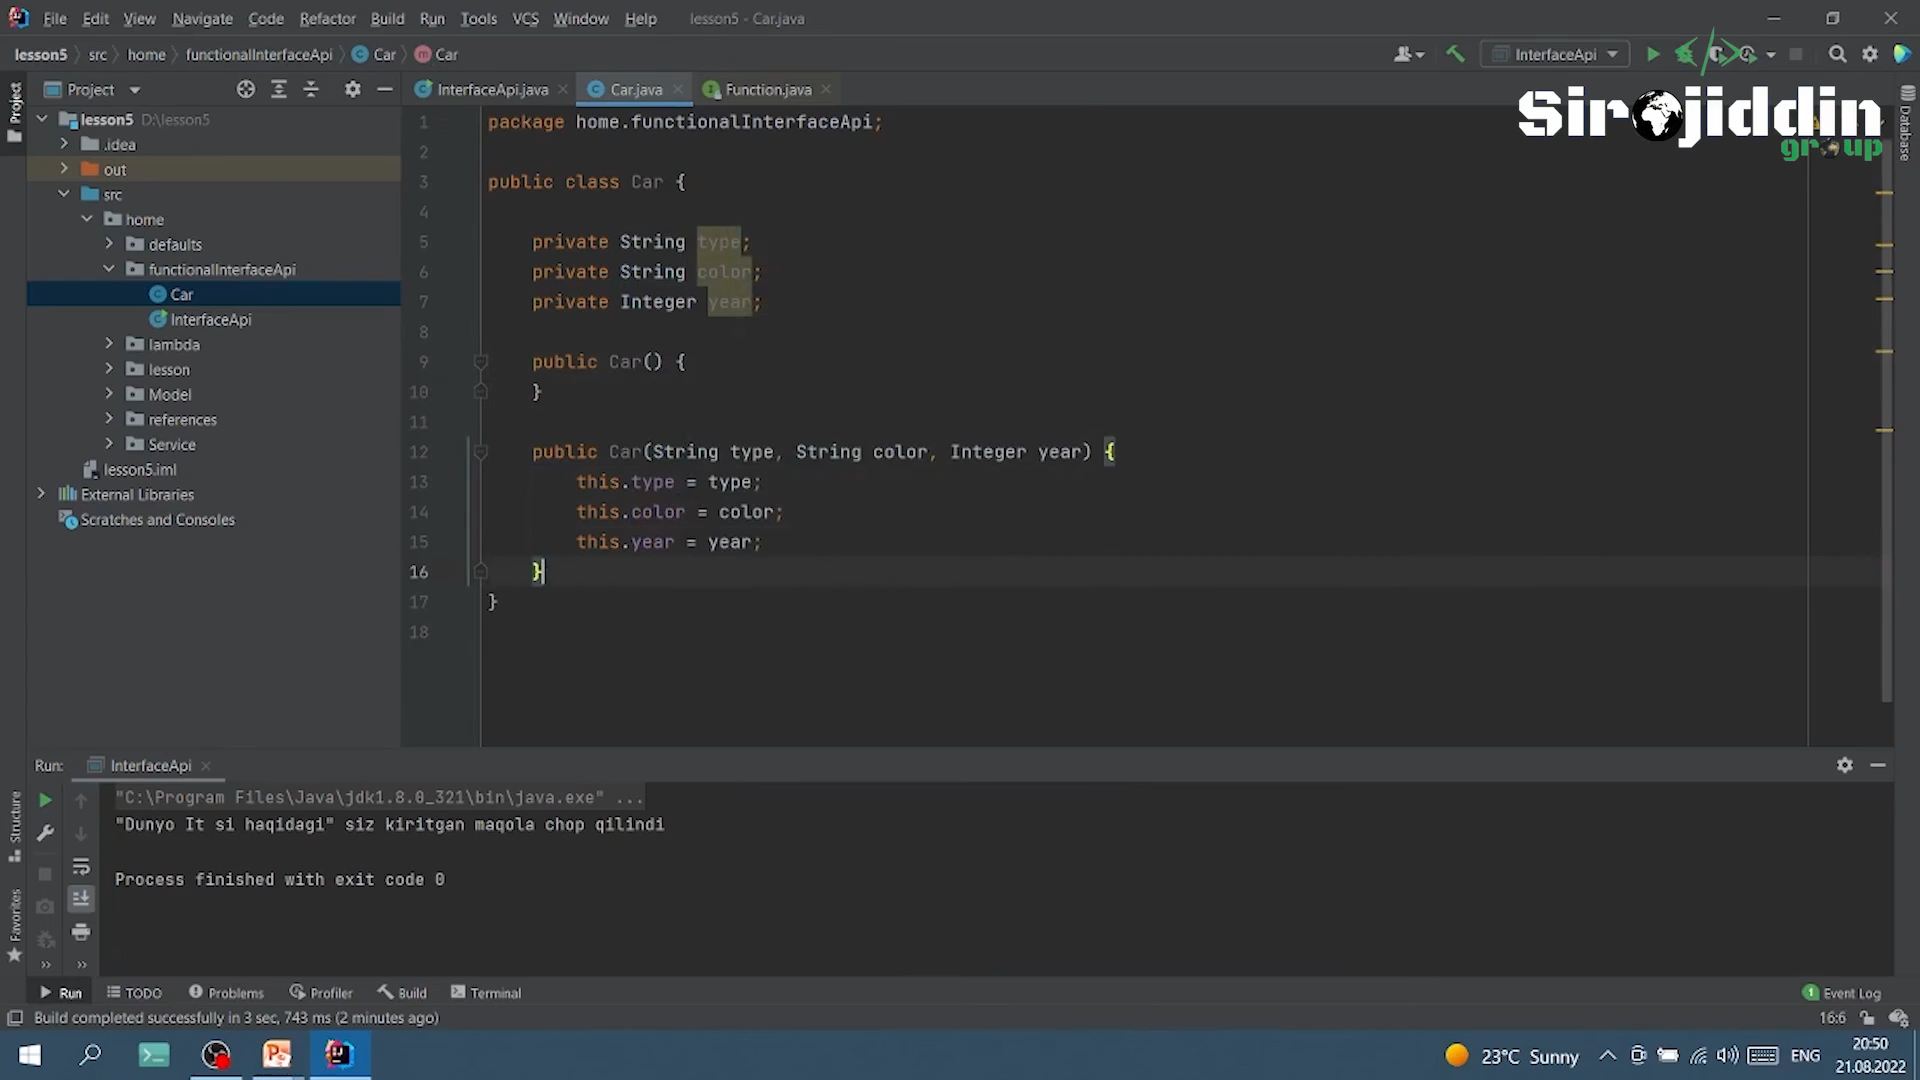 File Edit View Navigate Code Refactor Build Run Tools VCS Window Help lesson5 - Car.java
lesson5 src home functionalInterfaceApi Car Car InterfaceApi
Sirojiddin
group
Project
InterfaceApi.java Car.java Function.java
Project
Database
Structure
Favorites
lesson5 D:\lesson5
.idea
out
src
home
defaults
functionalInterfaceApi
Car
InterfaceApi
lambda
lesson
Model
references
Service
lesson5.iml
External Libraries
Scratches and Consoles
1 package home.functionalInterfaceApi;
2
3 public class Car {
4
5 private String type;
6 private String color;
7 private Integer year;
8
9 public Car() {
10 }
11
12 public Car(String type, String color, Integer year) {
13 this.type = type;
14 this.color = color;
15 this.year = year;
16 }
17 }
18
Run: InterfaceApi
"C:\Program Files\Java\jdk1.8.0_321\bin\java.exe" ...
"Dunyo It si haqidagi" siz kiritgan maqola chop qilindi
Process finished with exit code 0
Run TODO Problems Profiler Build Terminal 1 Event Log
Build completed successfully in 3 sec, 743 ms (2 minutes ago) 16:6
23°C Sunny ENG 20:50
21.08.2022